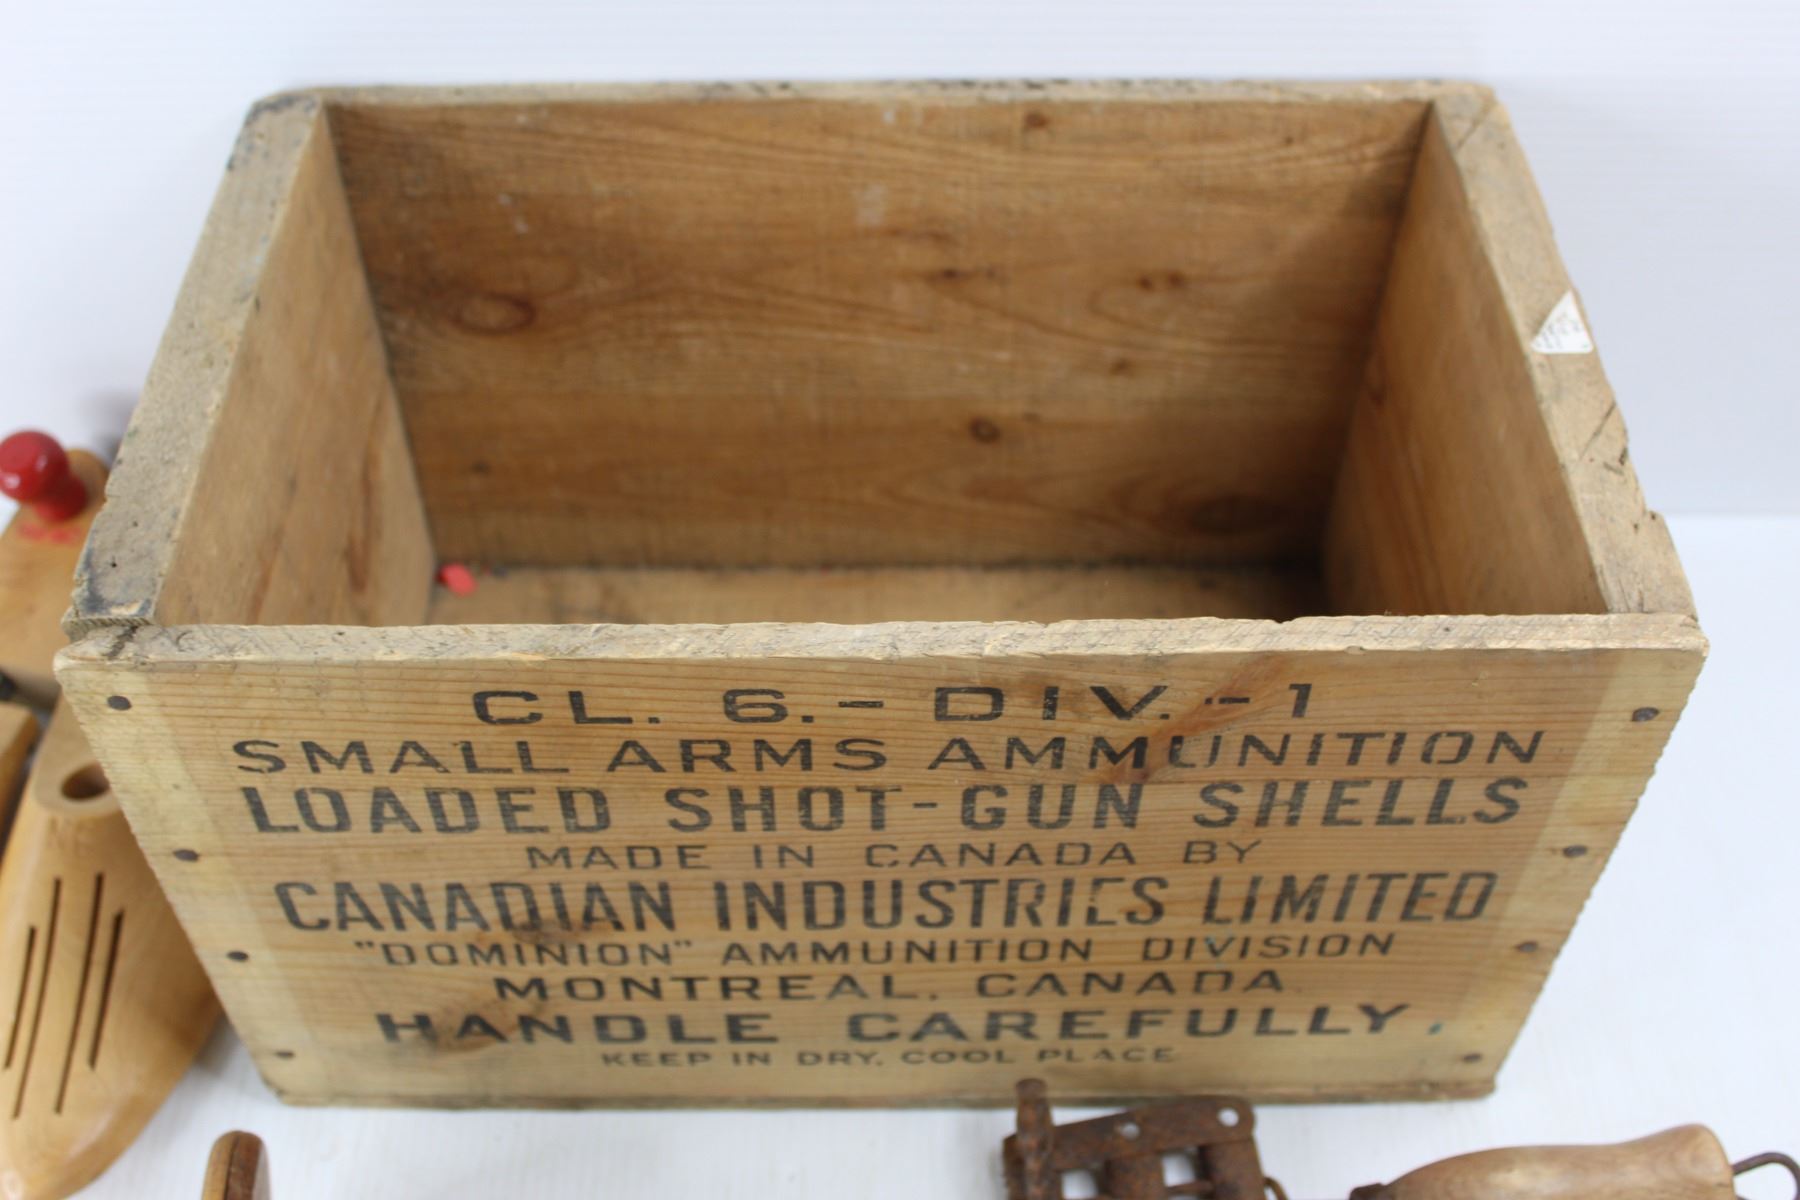 CL. 6.- DIV.-1
SMALL ARMS AMMUNITION
LOADED SHOT-GUN SHELLS
MADE IN CANADA BY
CANADIAN INDUSTRIES LIMITED
"DOMINION" AMMUNITION DIVISION
MONTREAL, CANADA
HANDLE CAREFULLY.
KEEP IN DRY, COOL PLACE